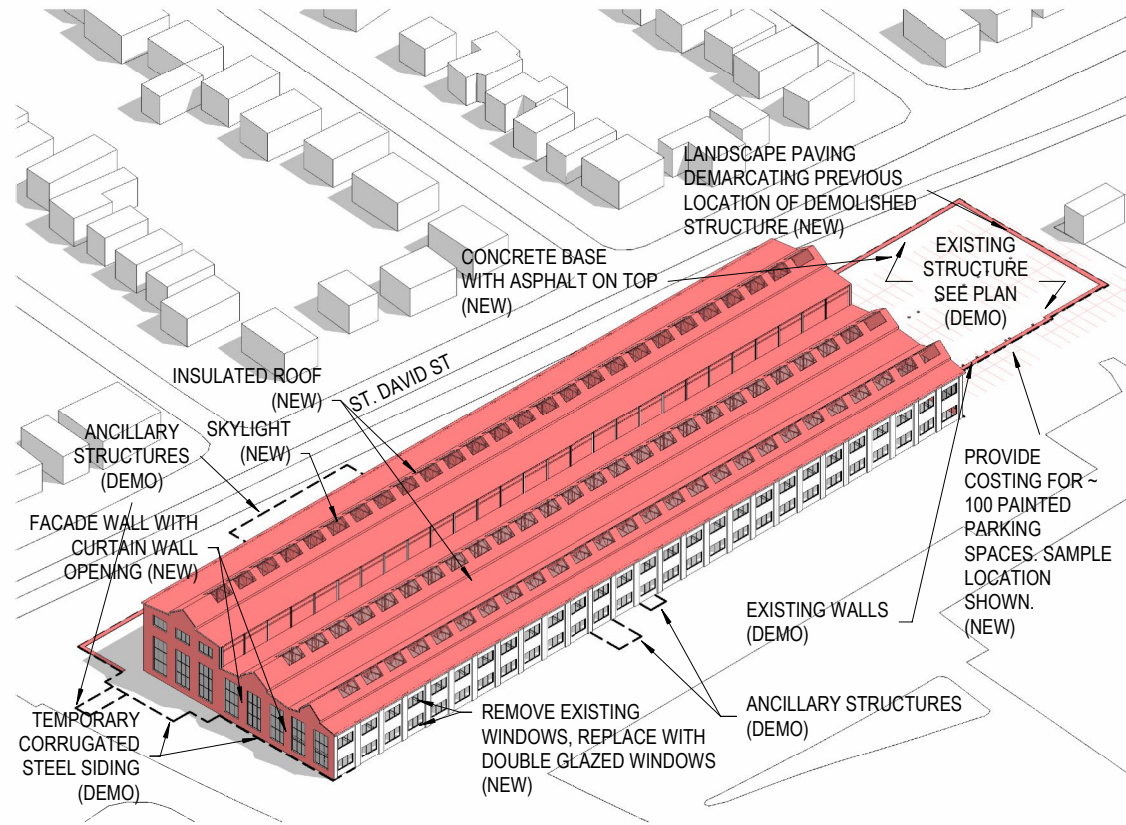 LANDSCAPE PAVING
DEMARCATING PREVIOUS
LOCATION OF DEMOLISHED
STRUCTURE (NEW)
CONCRETE BASE
WITH ASPHALT ON TOP
(NEW)
EXISTING
STRUCTURE
SEE PLAN
(DEMO)
INSULATED ROOF
(NEW)
ST. DAVID ST
SKYLIGHT
(NEW)
ANCILLARY
STRUCTURES
(DEMO)
FACADE WALL WITH
CURTAIN WALL
OPENING (NEW)
PROVIDE
COSTING FOR ~
100 PAINTED
PARKING
SPACES. SAMPLE
LOCATION
SHOWN.
(NEW)
EXISTING WALLS
(DEMO)
ANCILLARY STRUCTURES
(DEMO)
REMOVE EXISTING
WINDOWS, REPLACE WITH
DOUBLE GLAZED WINDOWS
(NEW)
TEMPORARY
CORRUGATED
STEEL SIDING
(DEMO)